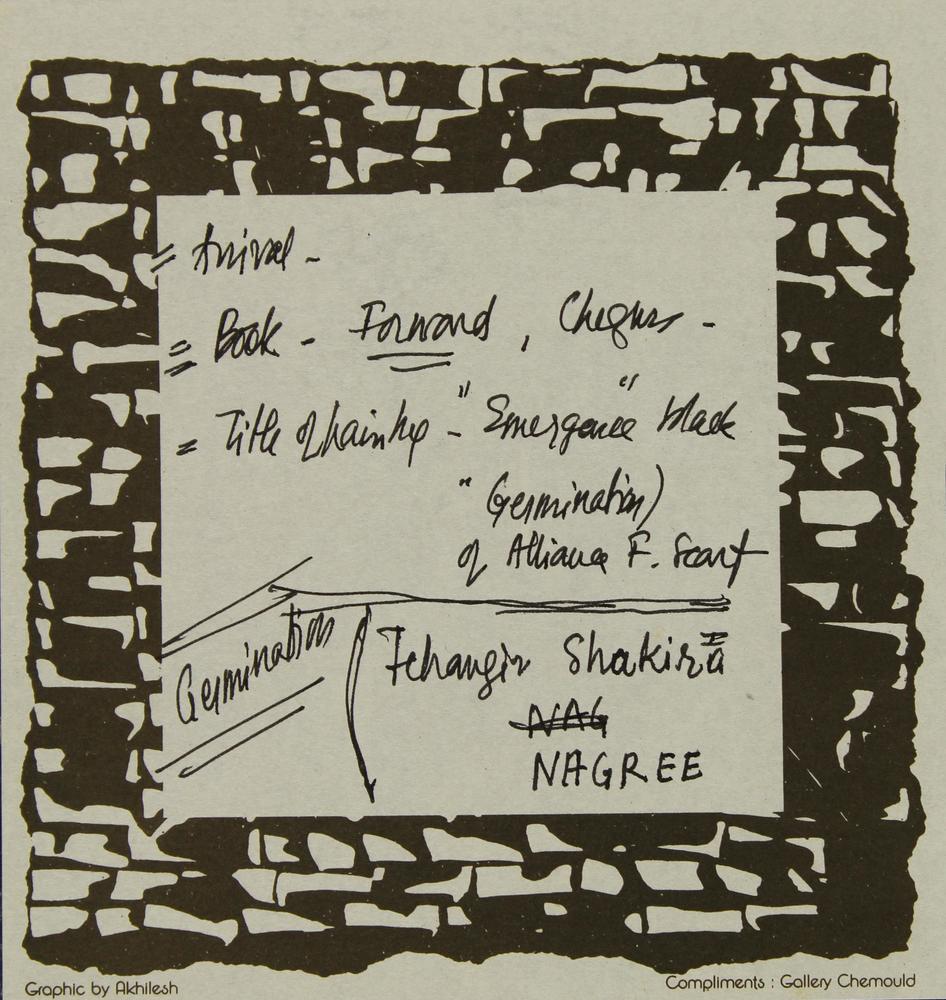 = Arrival -
= Book - Forward, Cheques -
= Title of Painting - "Emergence" black
"Germination)
of Alliance F. Scarf
Germination
Jehangir Shakira
NAG
NAGREE
Graphic by Akhilesh
Compliments : Gallery Chemould